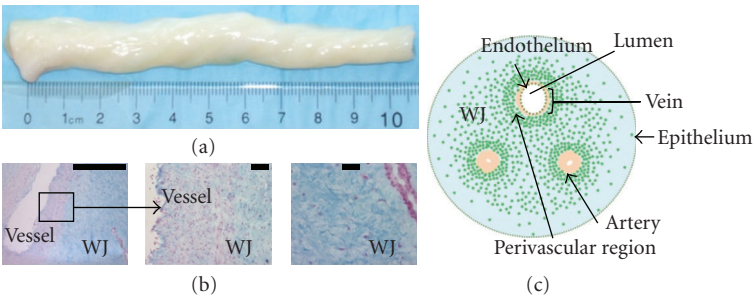 0 1cm 2 3 4 5 6 7 8 9 10
(a)
Vessel
WJ
Vessel
WJ
WJ
(b)
Endothelium
Lumen
WJ
Vein
Epithelium
Artery
Perivascular region
(c)